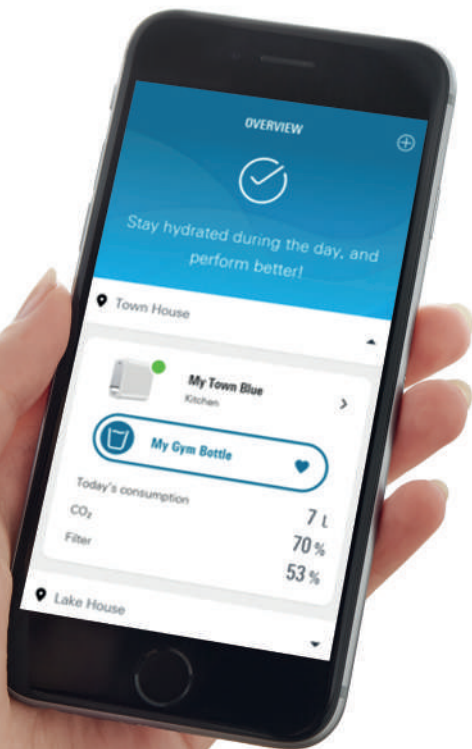 OVERVIEW
Stay hydrated during the day, and
perform better!
Town House
My Town Blue
Kitchen
My Gym Bottle
Today's consumption 7 L
CO₂ 70 %
Filter 53 %
Lake House